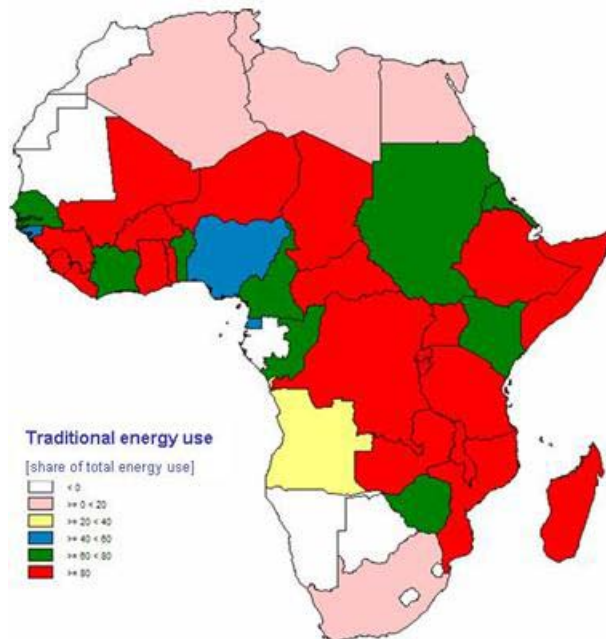 Traditional energy use
[share of total energy use]
< 0
>= 0 < 20
>= 20 < 40
>= 40 < 60
>= 60 < 80
>= 80